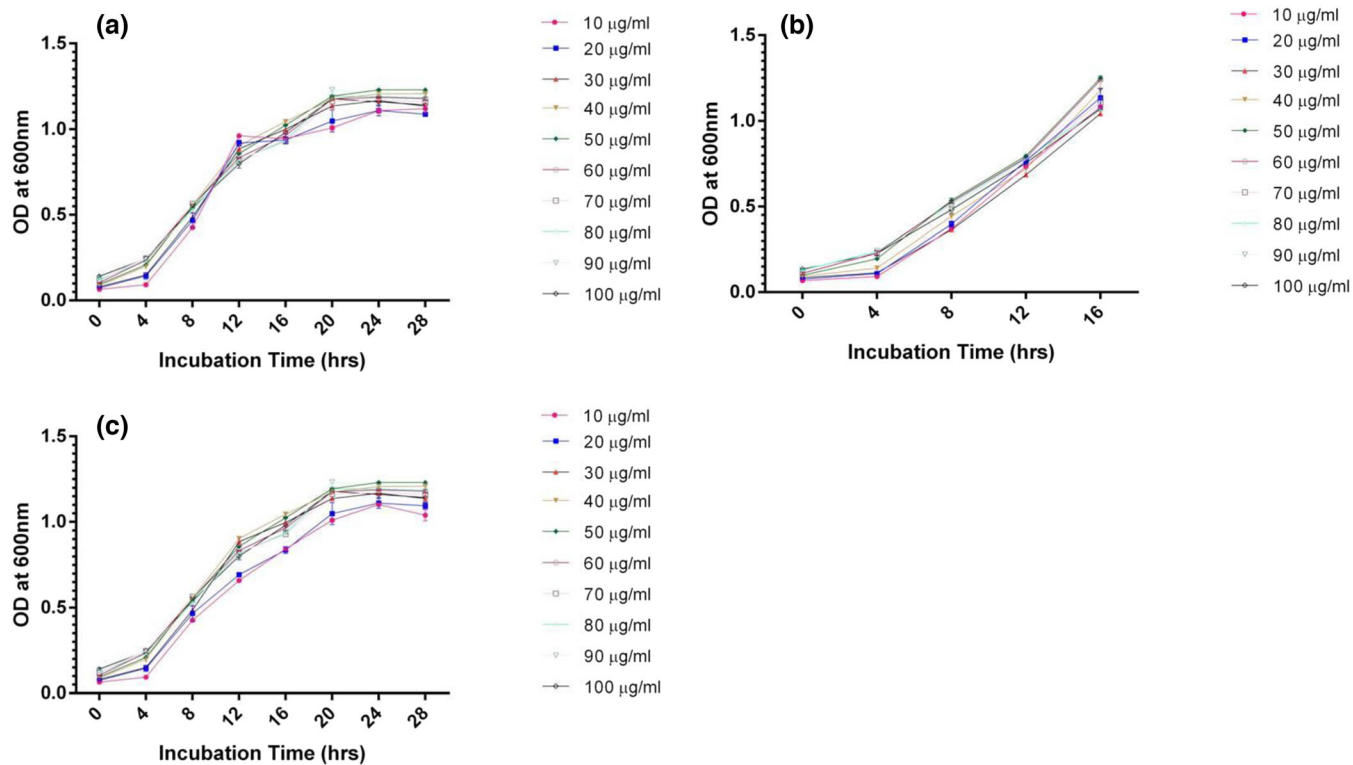 (a)
1.5
1.0
0.5
0.0
OD at 600nm
0 4 8 12 16 20 24 28
Incubation Time (hrs)
10 μg/ml
20 μg/ml
30 μg/ml
40 μg/ml
50 μg/ml
60 μg/ml
70 μg/ml
80 μg/ml
90 μg/ml
100 μg/ml
(b)
1.5
1.0
0.5
0.0
OD at 600nm
0 4 8 12 16
Incubation Time (hrs)
10 μg/ml
20 μg/ml
30 μg/ml
40 μg/ml
50 μg/ml
60 μg/ml
70 μg/ml
80 μg/ml
90 μg/ml
100 μg/ml
(c)
1.5
1.0
0.5
0.0
OD at 600nm
0 4 8 12 16 20 24 28
Incubation Time (hrs)
10 μg/ml
20 μg/ml
30 μg/ml
40 μg/ml
50 μg/ml
60 μg/ml
70 μg/ml
80 μg/ml
90 μg/ml
100 μg/ml